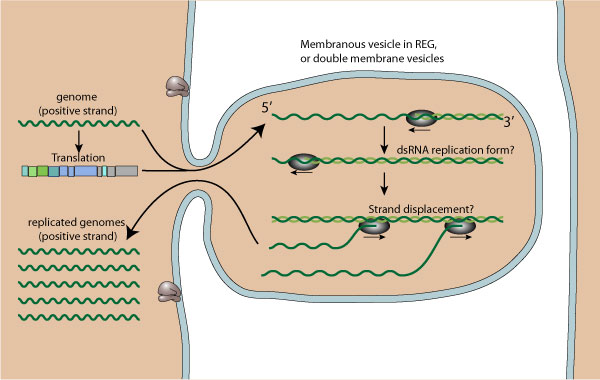 Membranous vesicle in REG,
or double membrane vesicles
genome
(positive strand)
5’
3’
Translation
dsRNA replication form?
Strand displacement?
replicated genomes
(positive strand)